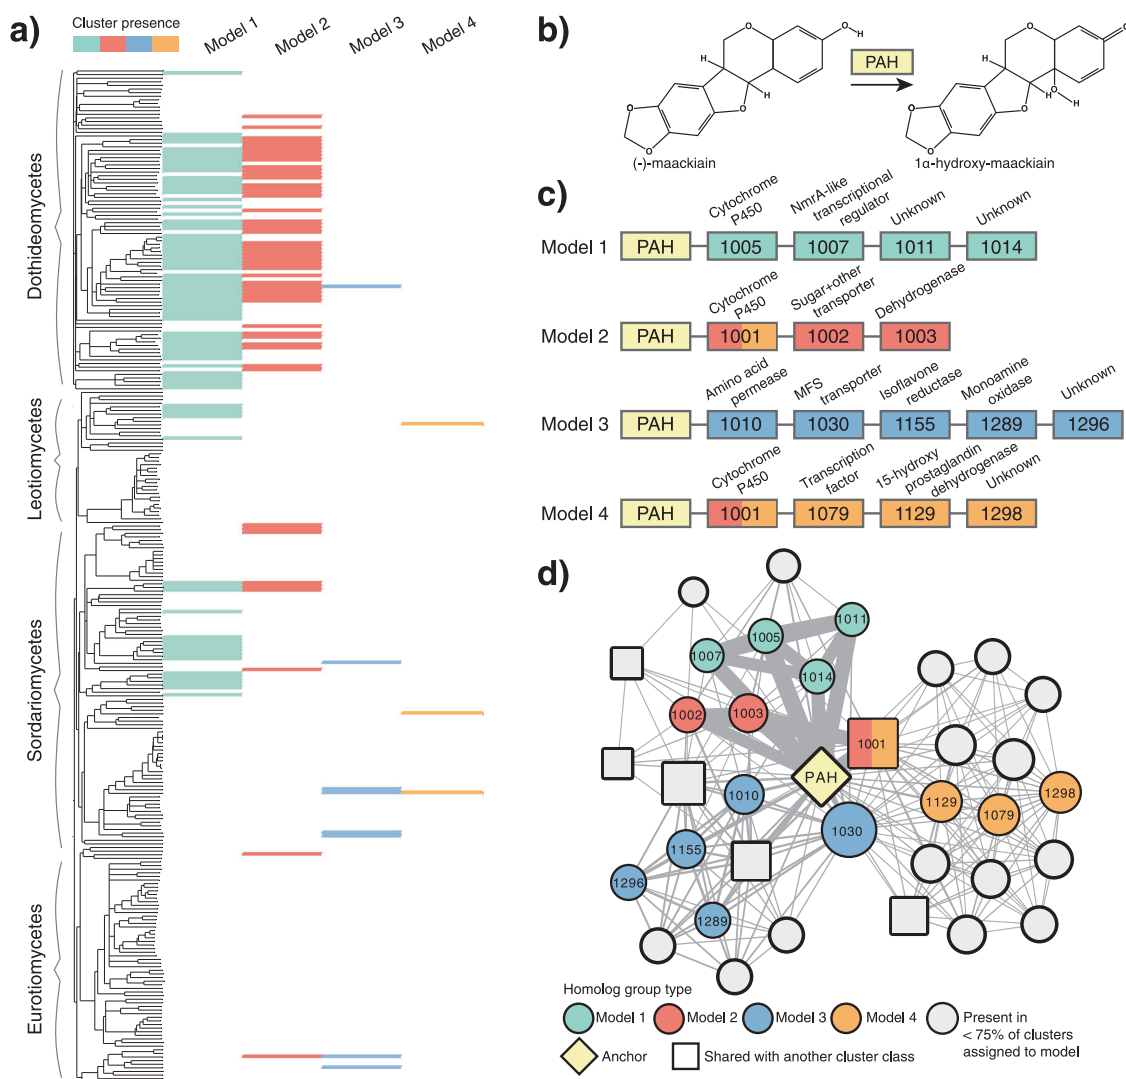 a)
Cluster presence
Model 1
Model 2
Model 3
Model 4
Dothideomycetes
Leotiomycetes
Sordariomycetes
Eurotiomycetes
b)
O
O
H
H
H
O
O
O
(-)-maackiain
PAH
O
O
H
H
O
H
O
O
O
1α-hydroxy-maackiain
c)
Cytochrome
P450
NmrA-like
transcriptional
regulator
Unknown
Unknown
Model 1
PAH
1005
1007
1011
1014
Cytochrome
P450
Sugar+other
transporter
Dehydrogenase
Model 2
PAH
1001
1002
1003
Amino acid
permease
MFS
transporter
Isoflavone
reductase
Monoamine
oxidase
Unknown
Model 3
PAH
1010
1030
1155
1289
1296
Cytochrome
P450
Transcription
factor
15-hydroxy
prostaglandin
dehydrogenase
Unknown
Model 4
PAH
1001
1079
1129
1298
d)
1011
1005
1007
1014
1002
1003
1001
PAH
1010
1030
1129
1079
1298
1155
1296
1289
Homolog group type
Model 1
Model 2
Model 3
Model 4
Present in
< 75% of clusters
assigned to model
Anchor
Shared with another cluster class